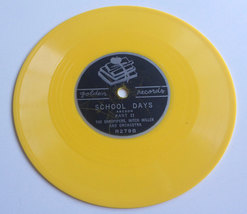 Golden Records
SCHOOL DAYS
PART II
THE SANDPIPERS, MITCH MILLER
AND ORCHESTRA
R279B